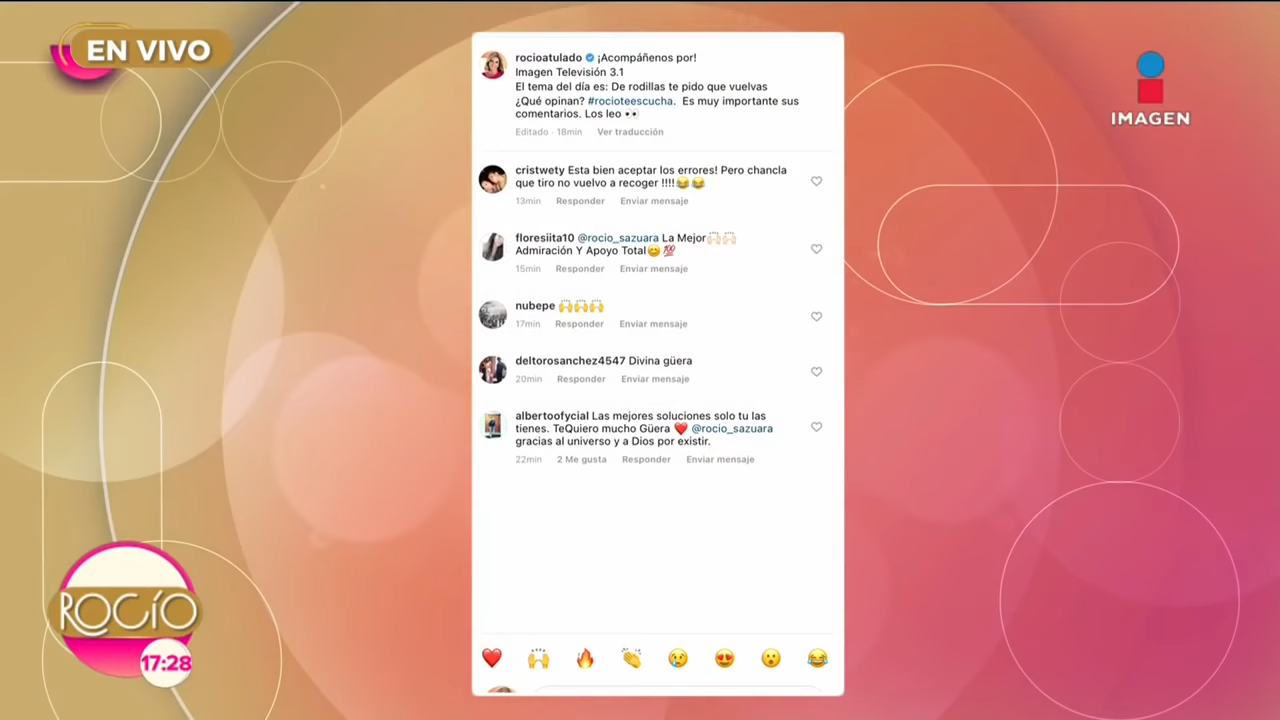 EN VIVO
rocioatulado ¡Acompáñenos por!
Imagen Televisión 3.1
El tema del día es: De rodillas te pido que vuelvas
¿Qué opinan? #rocioteescucha. Es muy importante sus
comentarios. Los leo 👀
Editado · 18min Ver traducción
cristwety Esta bien aceptar los errores! Pero chancla
que tiro no vuelvo a recoger !!!!😂😂
13min Responder Enviar mensaje
floresiita10 @rocio_sazuara La Mejor🙌🏻🙌🏻
Admiración Y Apoyo Total😊💯
15min Responder Enviar mensaje
nubepe 🙌🙌🙌
17min Responder Enviar mensaje
deltorosanchez4547 Divina güera
20min Responder Enviar mensaje
albertoofycial Las mejores soluciones solo tu las
tienes. TeQuiero mucho Güera ❤️ @rocio_sazuara
gracias al universo y a Dios por existir.
22min 2 Me gusta Responder Enviar mensaje
❤️ 🙌 🔥 👏 😢 😍 😮 😂
IMAGEN
ROCÍO
17:28